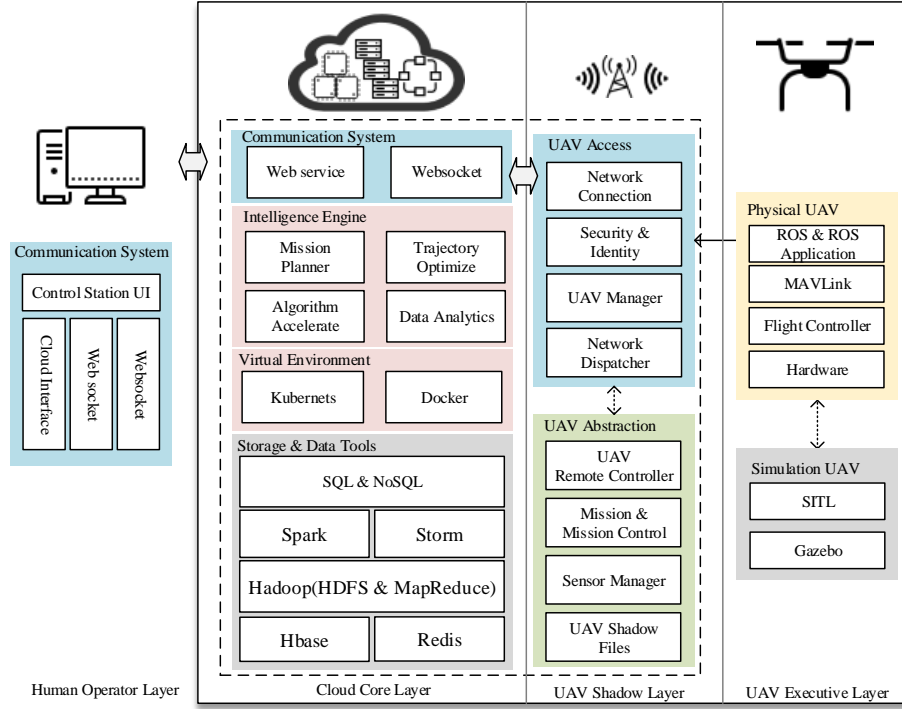 Communication System
Control Station UI
Cloud Interface
Web socket
Websocket
Human Operator Layer
Communication System
Web service
Websocket
Intelligence Engine
Mission
Planner
Trajectory
Optimize
Algorithm
Accelerate
Data Analytics
Virtual Environment
Kubernets
Docker
Storage & Data Tools
SQL & NoSQL
Spark
Storm
Hadoop(HDFS & MapReduce)
Hbase
Redis
Cloud Core Layer
UAV Access
Network
Connection
Security &
Identity
UAV Manager
Network
Dispatcher
UAV Abstraction
UAV
Remote Controller
Mission &
Mission Control
Sensor Manager
UAV Shadow
Files
UAV Shadow Layer
Physical UAV
ROS & ROS
Application
MAVLink
Flight Controller
Hardware
Simulation UAV
SITL
Gazebo
UAV Executive Layer